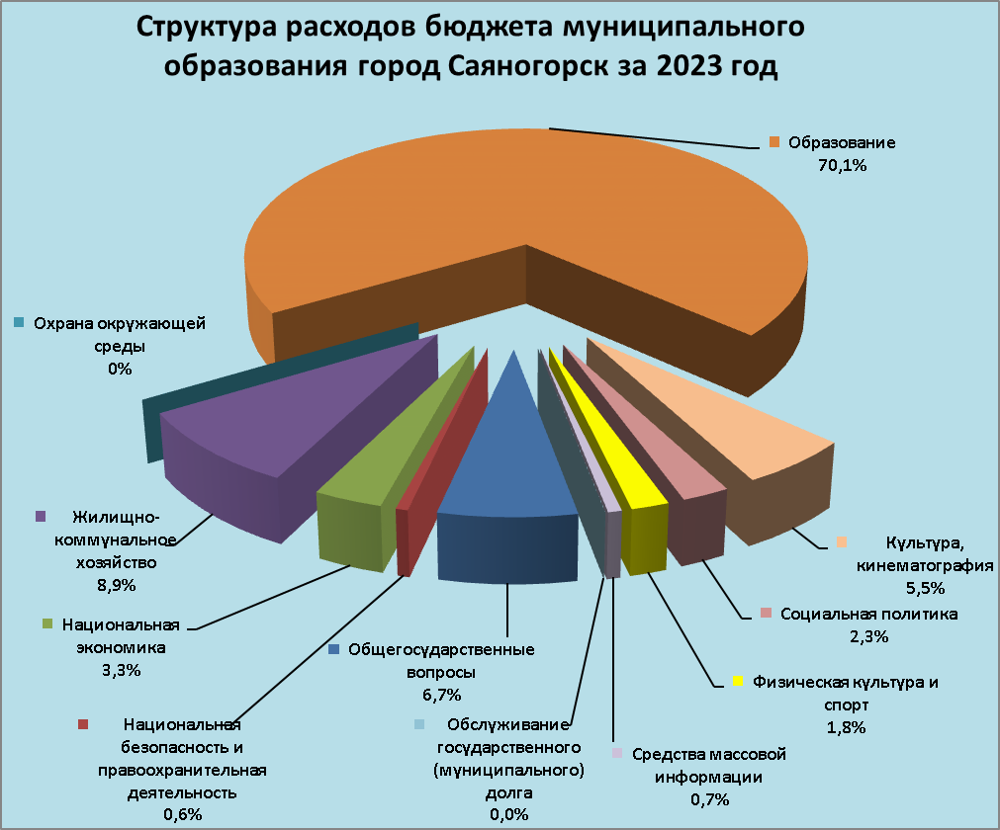 Структура расходов бюджета муниципального
образования город Саяногорск за 2023 год
Образование
70,1%
Охрана окружающей
среды
0%
Жилищно-
коммунальное
хозяйство
8,9%
Культура,
кинематография
5,5%
Национальная
экономика
3,3%
Социальная политика
2,3%
Общегосударственные
вопросы
6,7%
Физическая культура и
спорт
1,8%
Национальная
безопасность и
правоохранительная
деятельность
0,6%
Обслуживание
государственного
(муниципального)
долга
0,0%
Средства массовой
информации
0,7%